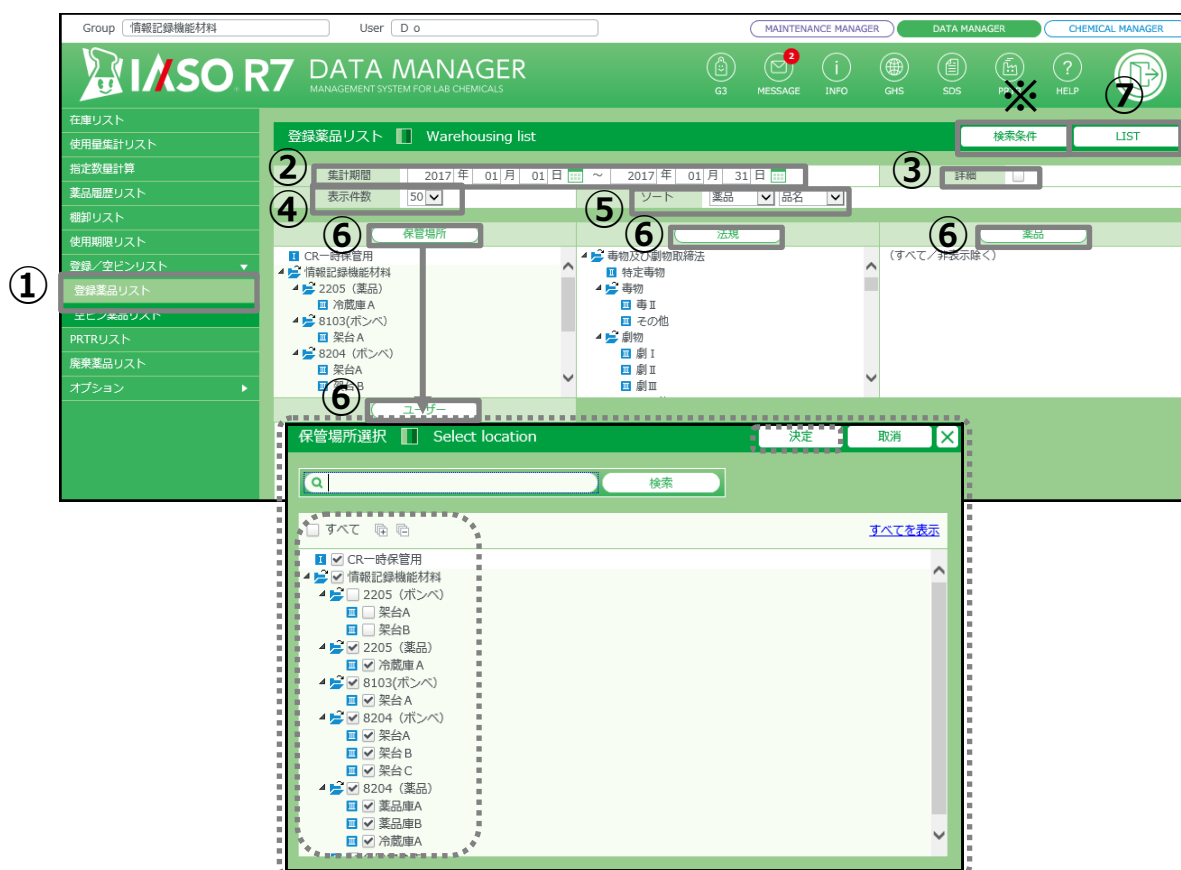 Group 情報記録機能材料 User D o MAINTENANCE MANAGER DATA MANAGER CHEMICAL MANAGER
IASO R7 DATA MANAGER
MANAGEMENT SYSTEM FOR LAB CHEMICALS
2
G3 MESSAGE INFO GHS SDS HELP
※ ⑦
在庫リスト
使用量集計リスト
指定数量計算
薬品履歴リスト
棚卸リスト
使用期限リスト
登録/空ビンリスト ▼
① 登録薬品リスト
空ビン薬品リスト
PRTRリスト
廃棄薬品リスト
オプション ▶
登録薬品リスト Warehousing list 検索条件 LIST
② 集計期間 2017 年 01 月 01 日 ~ 2017 年 01 月 31 日 ③ 詳細
④ 表示件数 50 ⑤ ソート 薬品 品名
⑥ 保管場所 ⑥ 法規 ⑥ 薬品
CR一時保管用
情報記録機能材料
2205(薬品)
冷蔵庫A
8103(ボンベ)
架台A
8204(ボンベ)
架台A
架台B
毒物及び劇物取締法
特定毒物
毒物
毒Ⅱ
その他
劇物
劇Ⅰ
劇Ⅱ
劇Ⅲ
(すべて/非表示除く)
⑥ ユーザー
保管場所選択 Select location 決定 取消
検索
すべて すべてを表示
CR一時保管用
情報記録機能材料
2205(ボンベ)
架台A
架台B
2205(薬品)
冷蔵庫A
8103(ボンベ)
架台A
8204(ボンベ)
架台A
架台B
架台C
8204(薬品)
薬品庫A
薬品庫B
冷蔵庫A